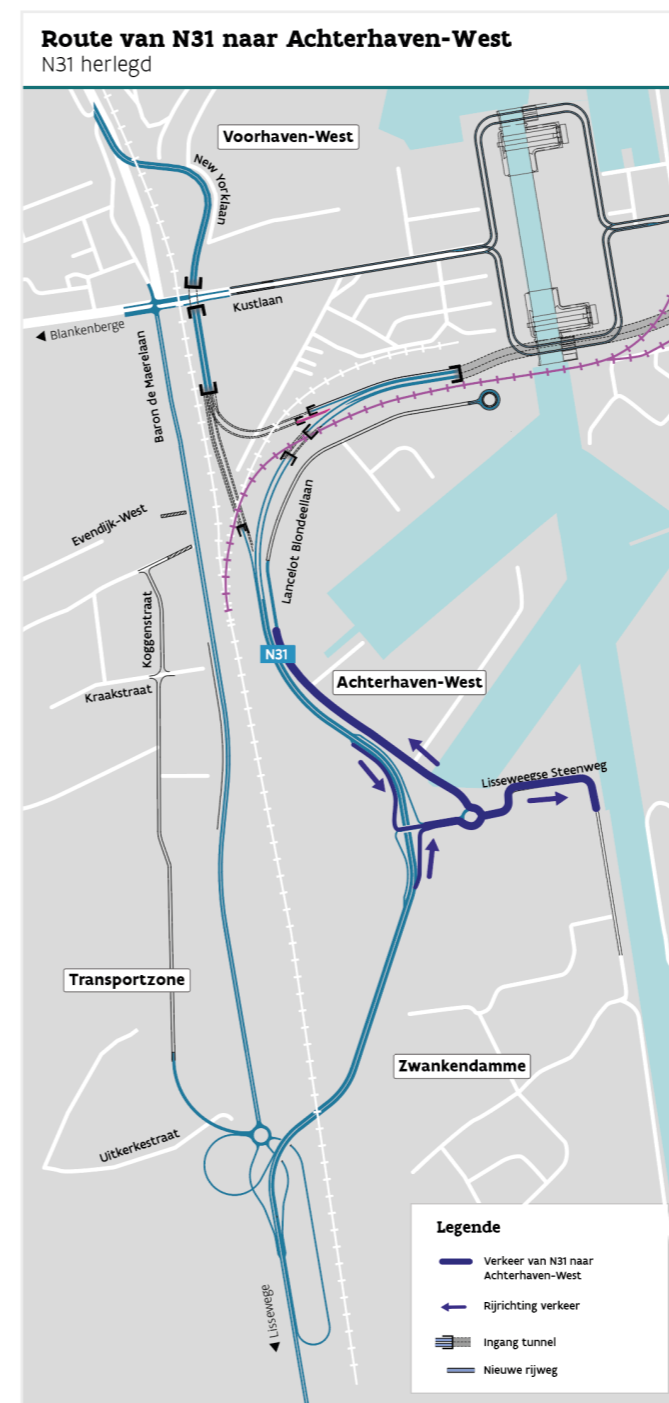 Route van N31 naar Achterhaven-West
N31 herlegd
Voorhaven-West
New Yorklaan
Kustlaan
Blankenberge
Baron de Maerelaan
Evendijk-West
Lancelot Blondeellaan
Koggenstraat
Kraakstraat
N31
Achterhaven-West
Lisseweegse Steenweg
Transportzone
Zwankendamme
Uitkerkestraat
Lissewege
Legende
Verkeer van N31 naar
Achterhaven-West
Rijrichting verkeer
Ingang tunnel
Nieuwe rijweg